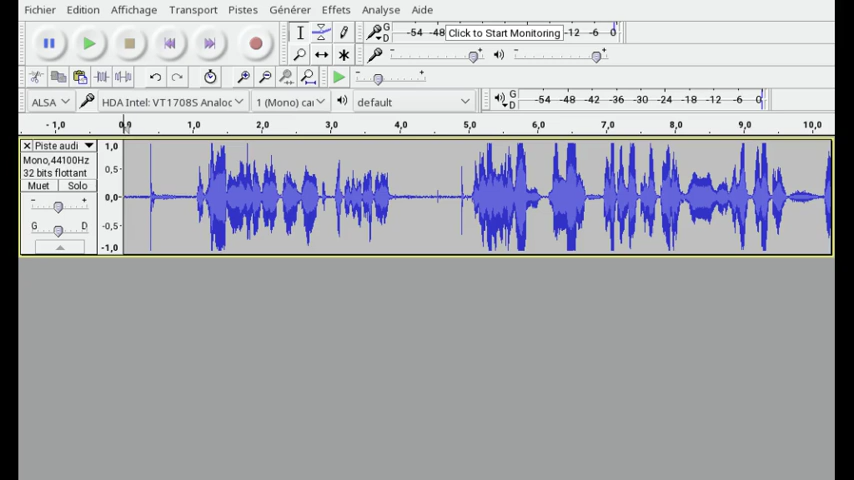 Fichier Edition Affichage Transport Pistes Générer Effets Analyse Aide
G D -54 -48 Click to Start Monitoring -12 -6 0
ALSA HDA Intel: VT1708S Analoc 1 (Mono) cai default G D -54 -48 -42 -36 -30 -24 -18 -12 -6 0
- 1,0 0,0 1,0 2,0 3,0 4,0 5,0 6,0 7,0 8,0 9,0 10,0
Piste audi 1,0
Mono,44100Hz
32 bits flottant 0,5
Muet Solo
- + 0,0
G D -0,5
-1,0